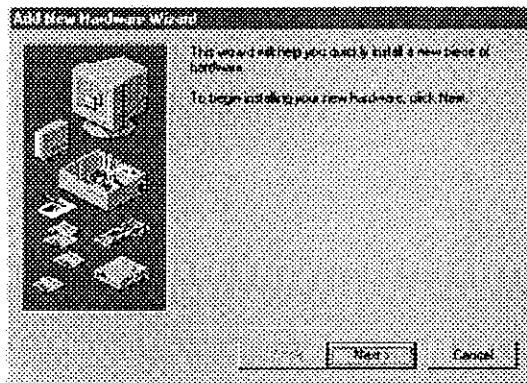 Add New Hardware Wizard
This wizard will help you quickly install a new piece of
hardware.
To begin installing your new hardware, click Next.
Next >
Cancel